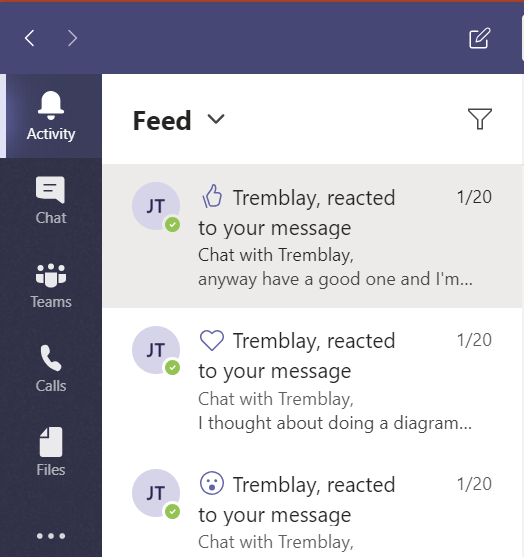 Activity
Chat
Teams
Calls
Files
Feed
JT
Tremblay, reacted 1/20
to your message
Chat with Tremblay,
anyway have a good one and I'm...
JT
Tremblay, reacted 1/20
to your message
Chat with Tremblay,
I thought about doing a diagram...
JT
Tremblay, reacted 1/20
to your message
Chat with Tremblay,